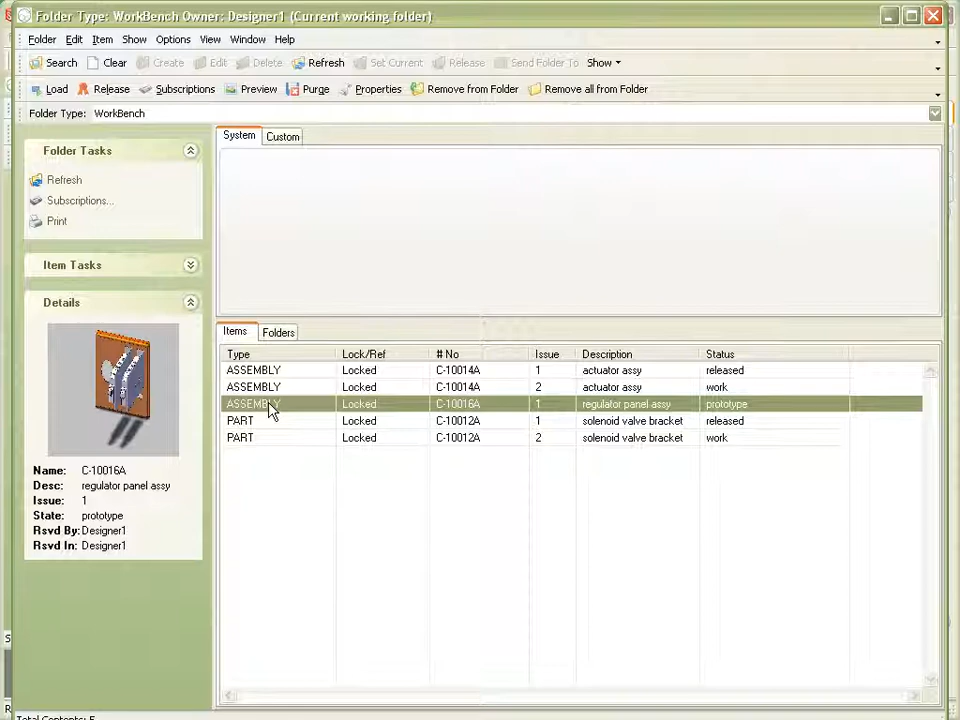 Folder Type: WorkBench Owner: Designer1 (Current working folder)
Folder Edit Item Show Options View Window Help
Search Clear Create Edit Delete Refresh Set Current Release Send Folder To Show
Load Release Subscriptions Preview Purge Properties Remove from Folder Remove all from Folder
Folder Type: WorkBench
System Custom
Folder Tasks
Refresh
Subscriptions...
Print
Item Tasks
Details
Name: C-10016A
Desc: regulator panel assy
Issue: 1
State: prototype
Rsvd By: Designer1
Rsvd In: Designer1
Items Folders
Type Lock/Ref # No Issue Description Status
ASSEMBLY Locked C-10014A 1 actuator assy released
ASSEMBLY Locked C-10014A 2 actuator assy work
ASSEMBLY Locked C-10016A 1 regulator panel assy prototype
PART Locked C-10012A 1 solenoid valve bracket released
PART Locked C-10012A 2 solenoid valve bracket work
Total Contents: 5